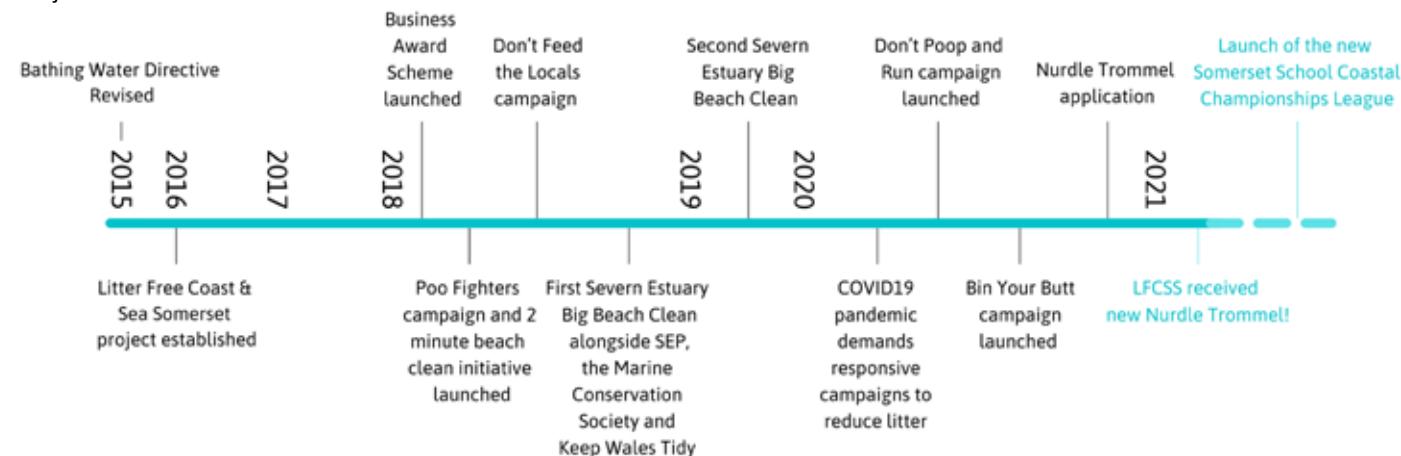 Bathing Water Directive
Revised
Business
Award
Scheme
launched
Don't Feed
the Locals
campaign
Second Severn
Estuary Big
Beach Clean
Don't Poop and
Run campaign
launched
Nurdle Trommel
application
Launch of the new
Somerset School Coastal
Championships League
2015
2016
2017
2018
2019
2020
2021
Litter Free Coast &
Sea Somerset
project established
Poo Fighters
campaign and 2
minute beach
clean initiative
launched
First Severn Estuary
Big Beach Clean
alongside SEP,
the Marine
Conservation
Society and
Keep Wales Tidy
COVID19
pandemic
demands
responsive
campaigns to
reduce litter
Bin Your Butt
campaign
launched
LFCSS received
new Nurdle Trommel!